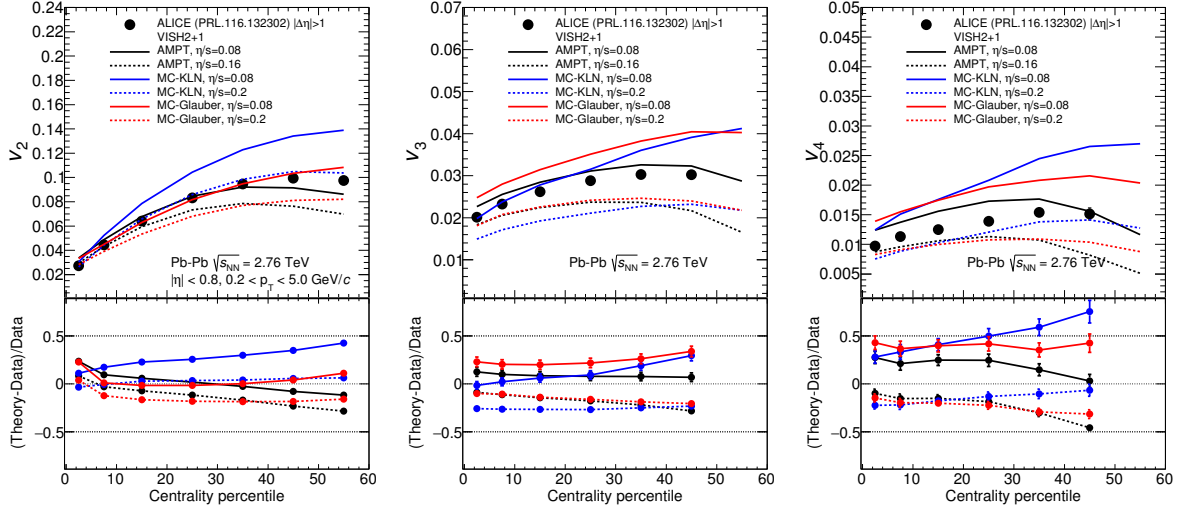 ALICE (PRL.116.132302) |Δη|>1
VISH2+1
AMPT, η/s=0.08
AMPT, η/s=0.16
MC-KLN, η/s=0.08
MC-KLN, η/s=0.2
MC-Glauber, η/s=0.08
MC-Glauber, η/s=0.2
0.24
0.22
0.2
0.18
0.16
0.14
0.12
0.1
0.08
0.06
0.04
0.02
v2
Pb-Pb √sNN = 2.76 TeV
|η| < 0.8, 0.2 < pT < 5.0 GeV/c
0.5
0
−0.5
(Theory-Data)/Data
0 10 20 30 40 50 60
Centrality percentile
ALICE (PRL.116.132302) |Δη|>1
VISH2+1
AMPT, η/s=0.08
AMPT, η/s=0.16
MC-KLN, η/s=0.08
MC-KLN, η/s=0.2
MC-Glauber, η/s=0.08
MC-Glauber, η/s=0.2
0.07
0.06
0.05
0.04
0.03
0.02
0.01
v3
Pb-Pb √sNN = 2.76 TeV
0.5
0
−0.5
(Theory-Data)/Data
0 10 20 30 40 50 60
Centrality percentile
ALICE (PRL.116.132302) |Δη|>1
VISH2+1
AMPT, η/s=0.08
AMPT, η/s=0.16
MC-KLN, η/s=0.08
MC-KLN, η/s=0.2
MC-Glauber, η/s=0.08
MC-Glauber, η/s=0.2
0.05
0.045
0.04
0.035
0.03
0.025
0.02
0.015
0.01
0.005
v4
Pb-Pb √sNN = 2.76 TeV
0.5
0
−0.5
(Theory-Data)/Data
0 10 20 30 40 50 60
Centrality percentile